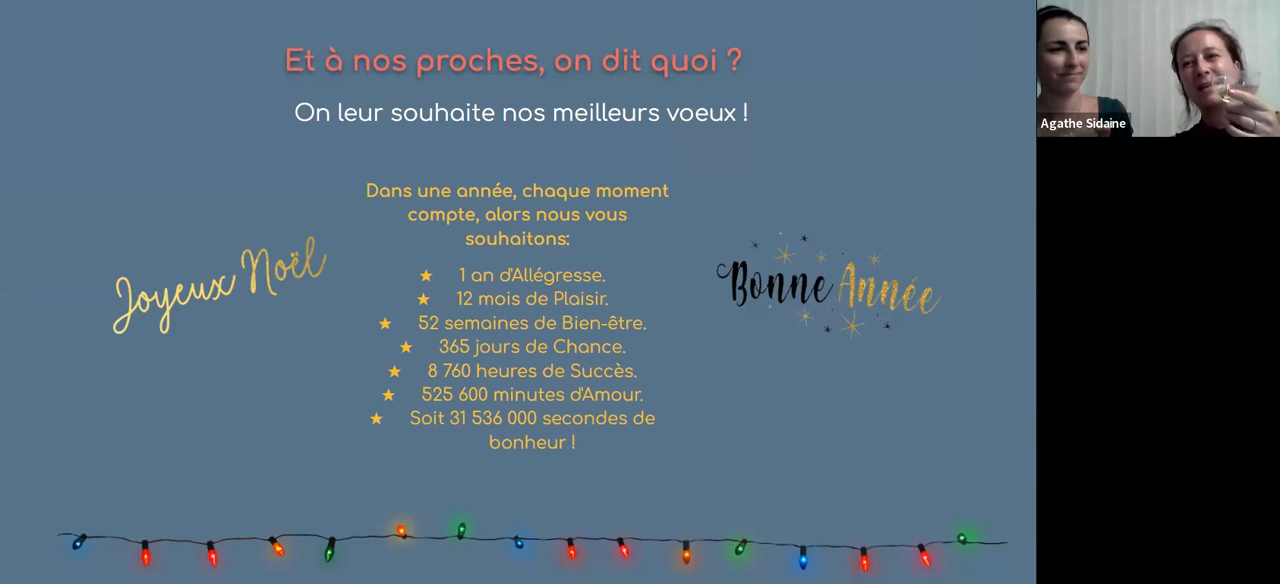 Et à nos proches, on dit quoi ?
On leur souhaite nos meilleurs voeux !
Dans une année, chaque moment
compte, alors nous vous
souhaitons:
★ 1 an d'Allégresse.
★ 12 mois de Plaisir.
★ 52 semaines de Bien-être.
★ 365 jours de Chance.
★ 8 760 heures de Succès.
★ 525 600 minutes d'Amour.
★ Soit 31 536 000 secondes de
bonheur !
Joyeux Noël
Bonne Année
Agathe Sidaine